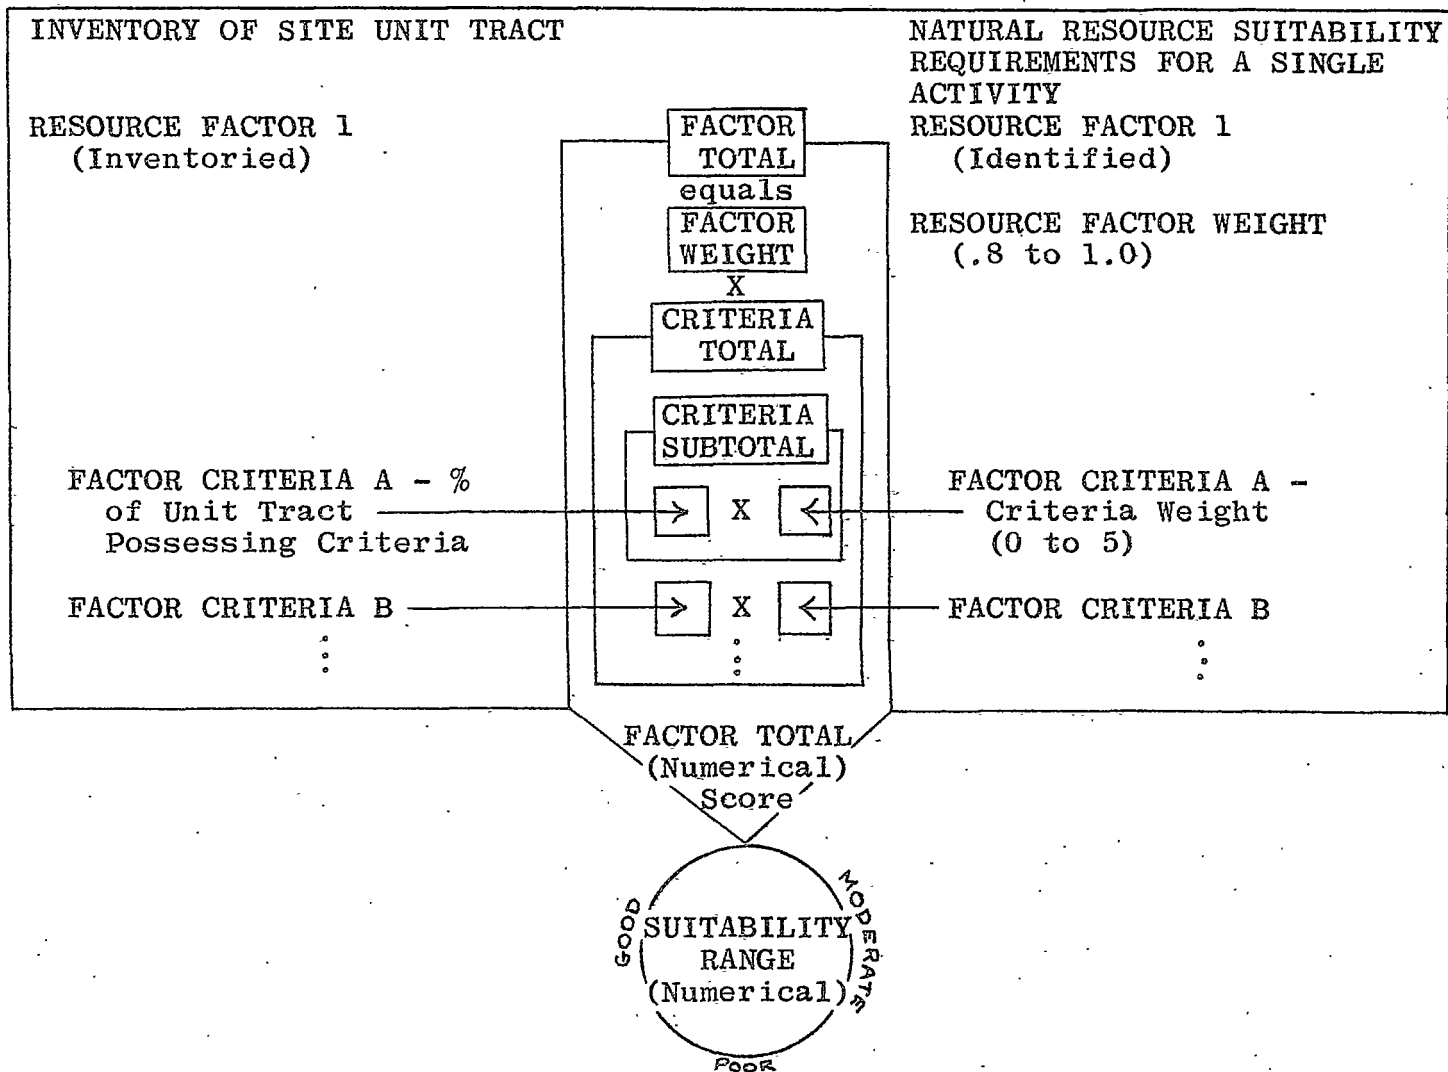 INVENTORY OF SITE UNIT TRACT
RESOURCE FACTOR 1
(Inventoried)
FACTOR CRITERIA A - %
of Unit Tract
Possessing Criteria
FACTOR CRITERIA B
FACTOR
TOTAL
equals
FACTOR
WEIGHT
X
CRITERIA
TOTAL
CRITERIA
SUBTOTAL
X
X
NATURAL RESOURCE SUITABILITY
REQUIREMENTS FOR A SINGLE
ACTIVITY
RESOURCE FACTOR 1
(Identified)
RESOURCE FACTOR WEIGHT
(.8 to 1.0)
FACTOR CRITERIA A -
Criteria Weight
(0 to 5)
FACTOR CRITERIA B
FACTOR TOTAL
(Numerical)
Score
GOOD
MODERATE
SUITABILITY
RANGE
(Numerical)
POOR